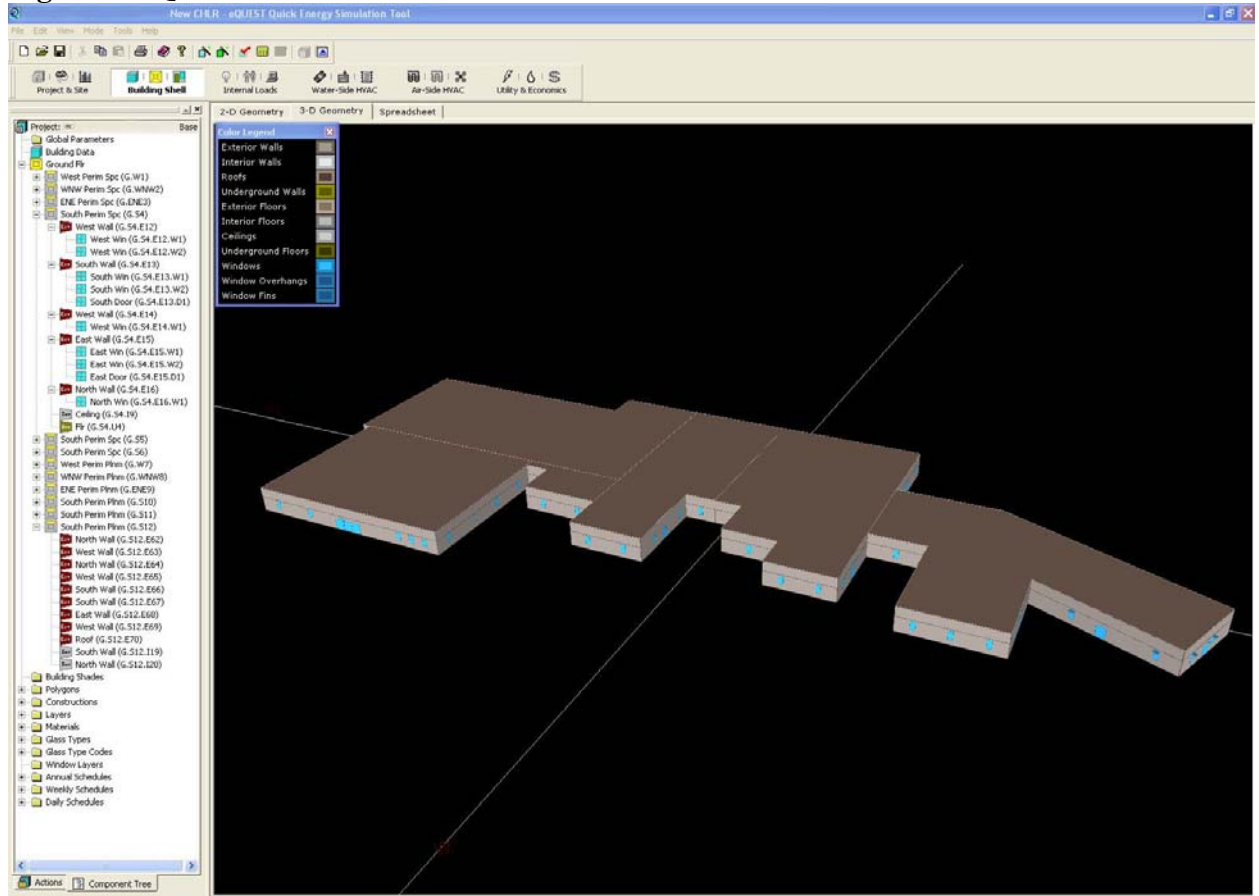 New CHLR - eQUEST Quick Energy Simulation Tool
File Edit View Mode Tools Help
Project & Site Building Shell Internal Loads Water-Side HVAC Air-Side HVAC Utility & Economics
2-D Geometry 3-D Geometry Spreadsheet
Project: Base
Global Parameters
Building Data
Ground Flr
West Perim Spc (G.W1)
WNW Perim Spc (G.WNW2)
ENE Perim Spc (G.ENE3)
South Perim Spc (G.S4)
West Wall (G.S4.E12)
West Win (G.S4.E12.W1)
West Win (G.S4.E12.W2)
South Wall (G.S4.E13)
South Win (G.S4.E13.W1)
South Win (G.S4.E13.W2)
South Door (G.S4.E13.D1)
West Wall (G.S4.E14)
West Win (G.S4.E14.W1)
East Wall (G.S4.E15)
East Win (G.S4.E15.W1)
East Win (G.S4.E15.W2)
East Door (G.S4.E15.D1)
North Wall (G.S4.E16)
North Win (G.S4.E16.W1)
Ceiling (G.S4.I9)
Flr (G.S4.U4)
South Perim Spc (G.S5)
South Perim Spc (G.S6)
West Perim Plnm (G.W7)
WNW Perim Plnm (G.WNW8)
ENE Perim Plnm (G.ENE9)
South Perim Plnm (G.S10)
South Perim Plnm (G.S11)
South Perim Plnm (G.S12)
North Wall (G.S12.E62)
West Wall (G.S12.E63)
North Wall (G.S12.E64)
West Wall (G.S12.E65)
South Wall (G.S12.E66)
South Wall (G.S12.E67)
East Wall (G.S12.E68)
West Wall (G.S12.E69)
Roof (G.S12.E70)
South Wall (G.S12.I19)
North Wall (G.S12.I20)
Building Shades
Polygons
Constructions
Layers
Materials
Glass Types
Glass Type Codes
Window Layers
Annual Schedules
Weekly Schedules
Daily Schedules
Actions Component Tree
Color Legend
Exterior Walls
Interior Walls
Roofs
Underground Walls
Exterior Floors
Interior Floors
Ceilings
Underground Floors
Windows
Window Overhangs
Window Fins